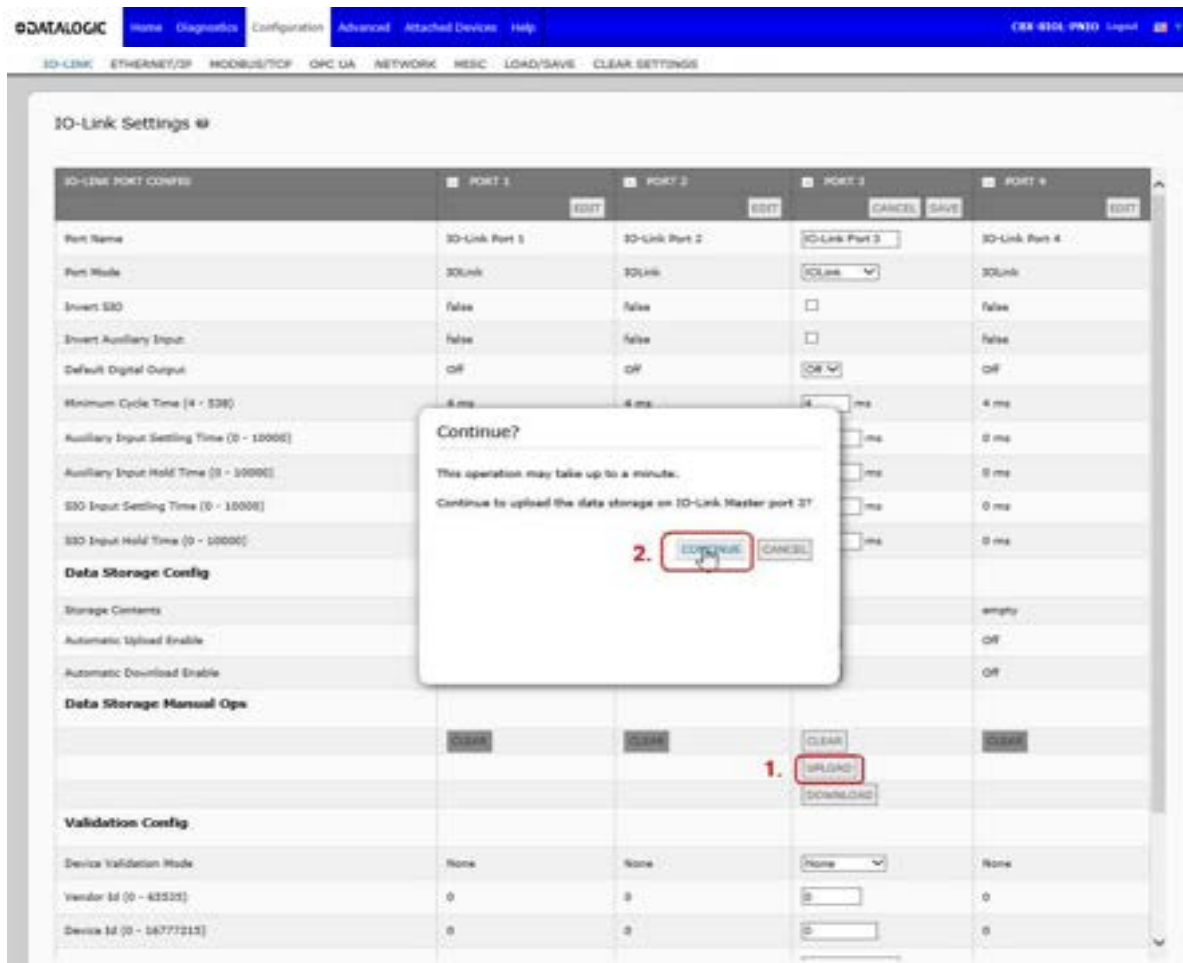 DATALOGIC Home Diagnostics Configuration Advanced Attached Devices Help CBX-8IOL-PNIO Logout
IO-LINK ETHERNET/IP MODBUS/TCP OPC UA NETWORK MISC LOAD/SAVE CLEAR SETTINGS
IO-Link Settings
IO-LINK PORT CONFIG PORT 1 PORT 2 PORT 3 PORT 4
EDIT EDIT CANCEL SAVE EDIT
Port Name IO-Link Port 1 IO-Link Port 2 IO-Link Port 3 IO-Link Port 4
Port Mode IOLink IOLink IOLink IOLink
Invert SIO false false false
Invert Auxiliary Input false false false
Default Digital Output Off Off Off Off
Minimum Cycle Time (4 - 538) 4 ms 4 ms 4 ms 4 ms
Auxiliary Input Settling Time (0 - 10000) ms 0 ms
Auxiliary Input Hold Time (0 - 10000) ms 0 ms
SIO Input Settling Time (0 - 10000) ms 0 ms
SIO Input Hold Time (0 - 10000) ms 0 ms
Continue?
This operation may take up to a minute.
Continue to upload the data storage on IO-Link Master port 3?
2. CONTINUE CANCEL
Data Storage Config
Storage Contents empty
Automatic Upload Enable Off
Automatic Download Enable Off
Data Storage Manual Ops
CLEAR CLEAR CLEAR CLEAR
1. UPLOAD
DOWNLOAD
Validation Config
Device Validation Mode None None None None
Vendor Id (0 - 65535) 0 0 0 0
Device Id (0 - 16777215) 0 0 0 0